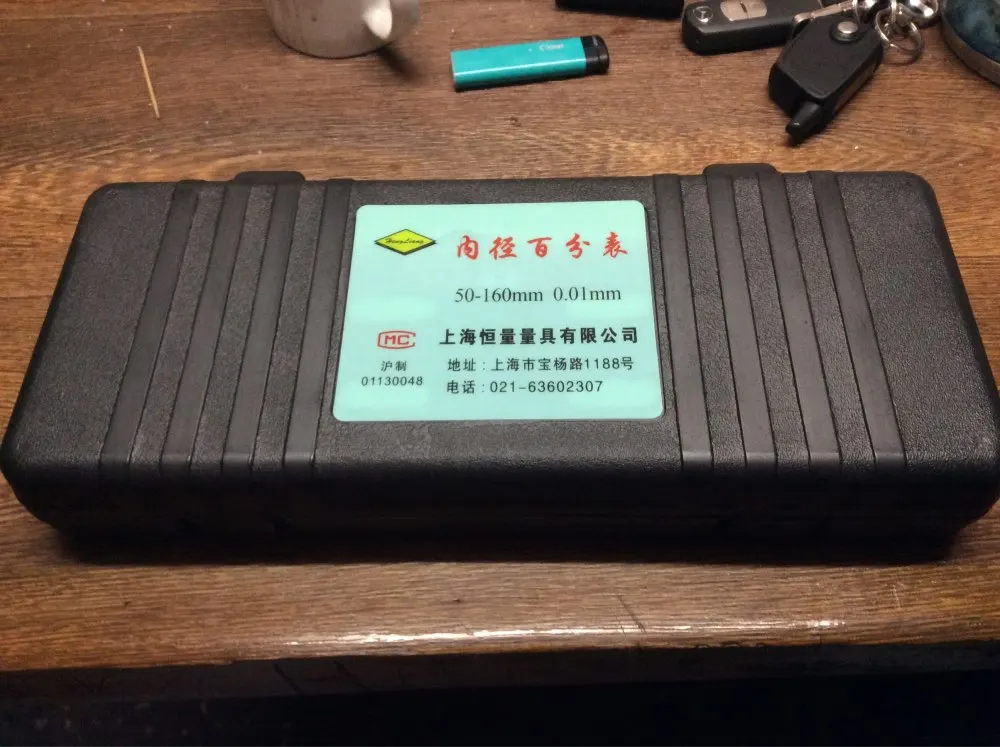 HengLiang
内径百分表
50-160mm 0.01mm
MC
上海恒量量具有限公司
沪制
01130048
地址：上海市宝杨路1188号
电话：021-63602307